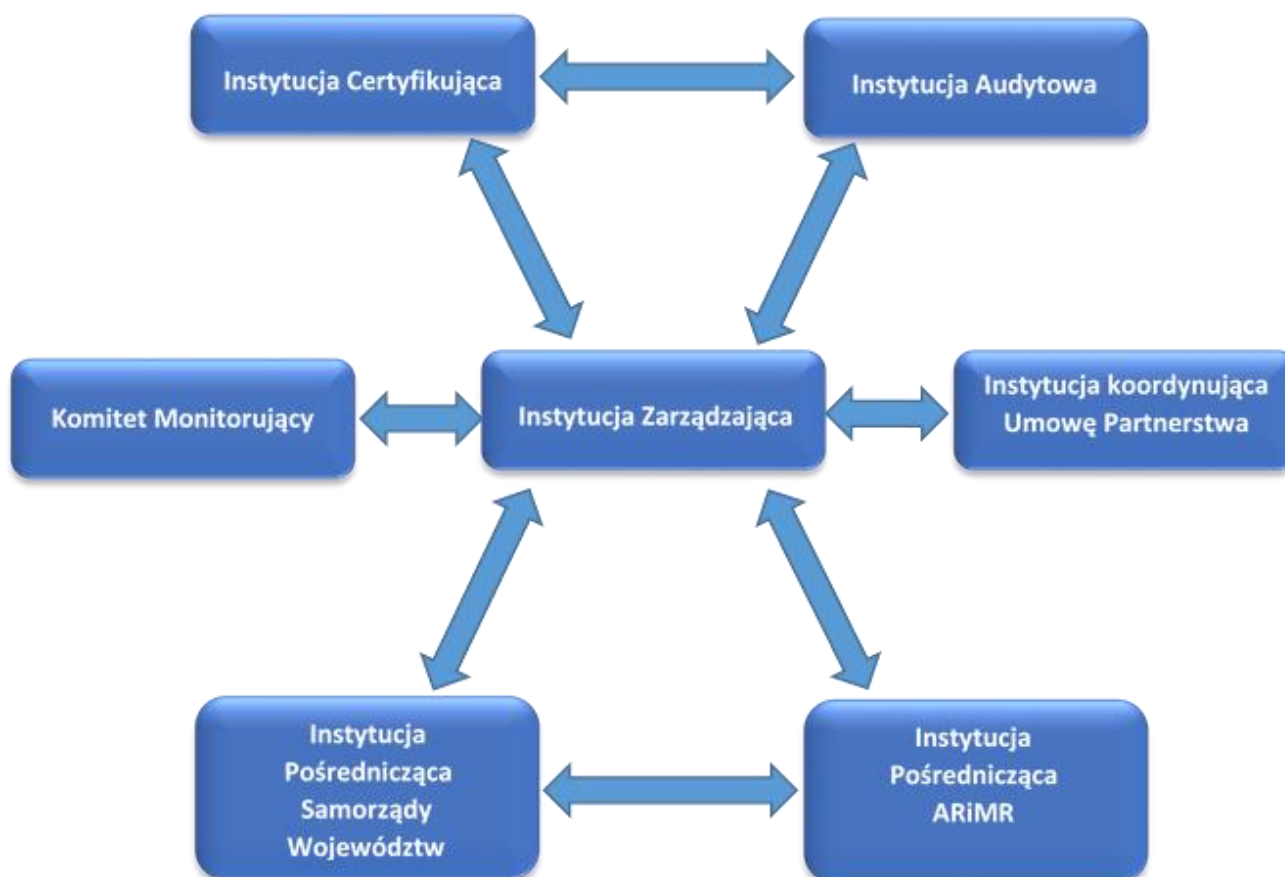 Instytucja Certyfikująca
Instytucja Audytowa
Komitet Monitorujący
Instytucja Zarządzająca
Instytucja koordynująca
Umowę Partnerstwa
Instytucja
Pośrednicząca
Samorządy
Województw
Instytucja
Pośrednicząca
ARiMR